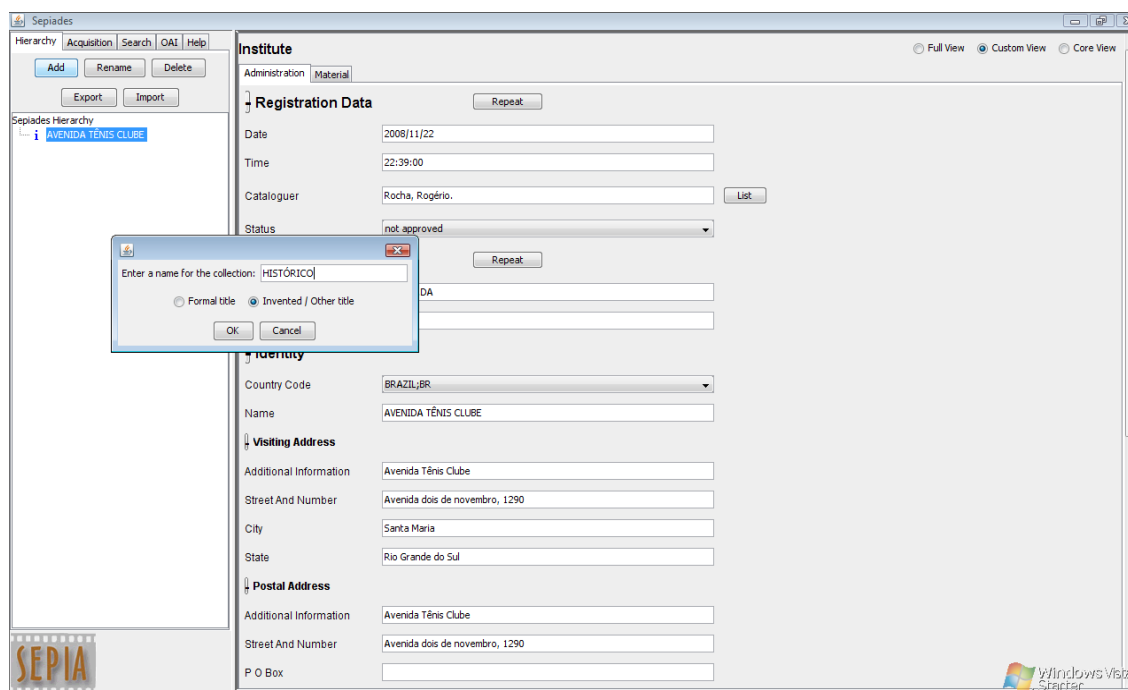 Sepiades
Hierarchy Acquisition Search OAI Help
Add Rename Delete
Export Import
Sepiades Hierarchy
i AVENIDA TÊNIS CLUBE
SEPIA
Institute
Full View Custom View Core View
Administration Material
Registration Data Repeat
Date 2008/11/22
Time 22:39:00
Cataloguer Rocha, Rogério. List
Status not approved
Enter a name for the collection: HISTÓRICO
Formal title Invented / Other title
OK Cancel
Repeat
DA
Identity
Country Code BRAZIL;BR
Name AVENIDA TÊNIS CLUBE
Visiting Address
Additional Information Avenida Tênis Clube
Street And Number Avenida dois de novembro, 1290
City Santa Maria
State Rio Grande do Sul
Postal Address
Additional Information Avenida Tênis Clube
Street And Number Avenida dois de novembro, 1290
P O Box
Windows Vista
Starter